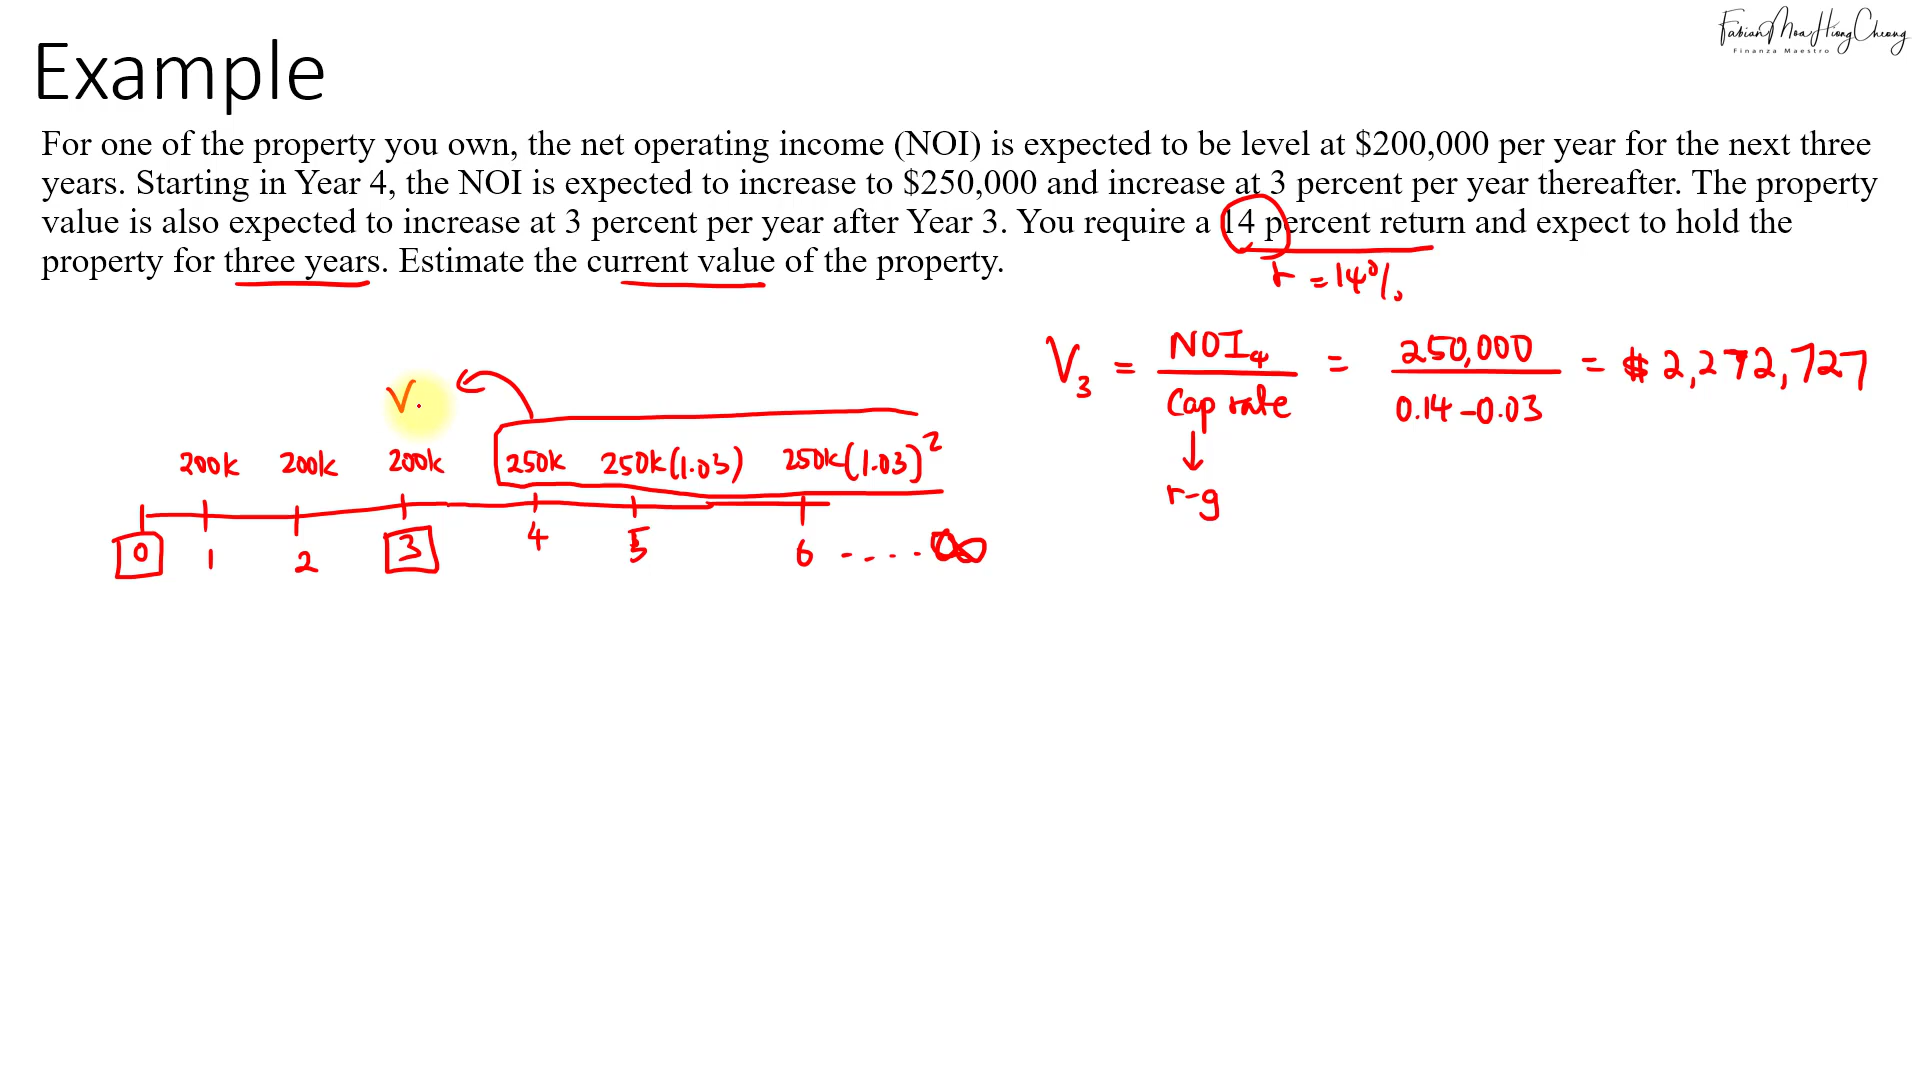 Fabian Moa Hiong Cheong
Finanza Maestro
Example
For one of the property you own, the net operating income (NOI) is expected to be level at $200,000 per year for the next three
years. Starting in Year 4, the NOI is expected to increase to $250,000 and increase at 3 percent per year thereafter. The property
value is also expected to increase at 3 percent per year after Year 3. You require a 14 percent return and expect to hold the
property for three years. Estimate the current value of the property.
r = 14%
V₃ = NOI₄ / Cap rate = 250,000 / 0.14 - 0.03 = $2,272,727
↓
r-g
V
200k 200k 200k 250k 250k(1.03) 250k(1.03)²
0 1 2 3 4 5 6 .... ∞